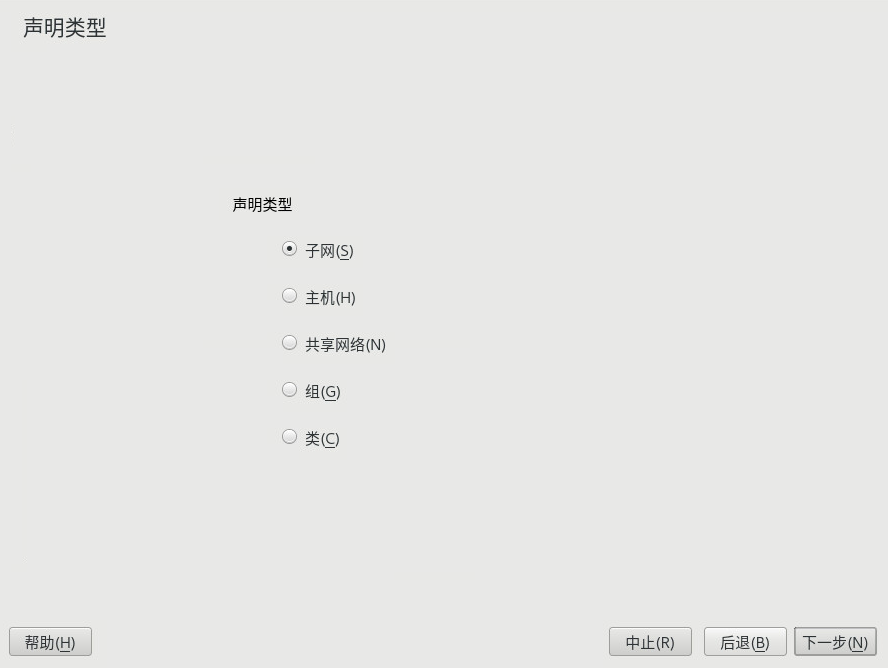 声明类型
声明类型
子网(S)
主机(H)
共享网络(N)
组(G)
类(C)
帮助(H)
中止(R)
后退(B)
下一步(N)